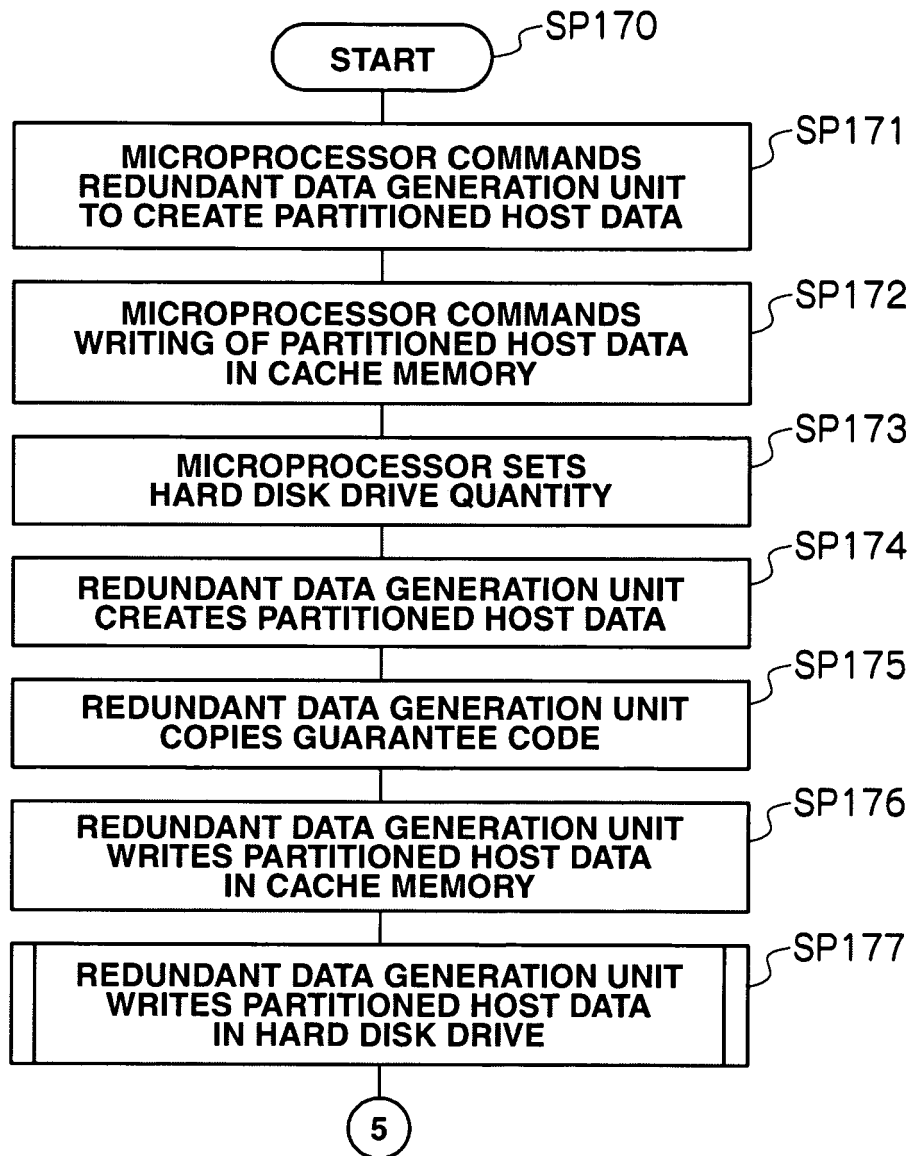 SP170
START
SP171
MICROPROCESSOR COMMANDS
REDUNDANT DATA GENERATION UNIT
TO CREATE PARTITIONED HOST DATA
SP172
MICROPROCESSOR COMMANDS
WRITING OF PARTITIONED HOST DATA
IN CACHE MEMORY
SP173
MICROPROCESSOR SETS
HARD DISK DRIVE QUANTITY
SP174
REDUNDANT DATA GENERATION UNIT
CREATES PARTITIONED HOST DATA
SP175
REDUNDANT DATA GENERATION UNIT
COPIES GUARANTEE CODE
SP176
REDUNDANT DATA GENERATION UNIT
WRITES PARTITIONED HOST DATA
IN CACHE MEMORY
SP177
REDUNDANT DATA GENERATION UNIT
WRITES PARTITIONED HOST DATA
IN HARD DISK DRIVE
5